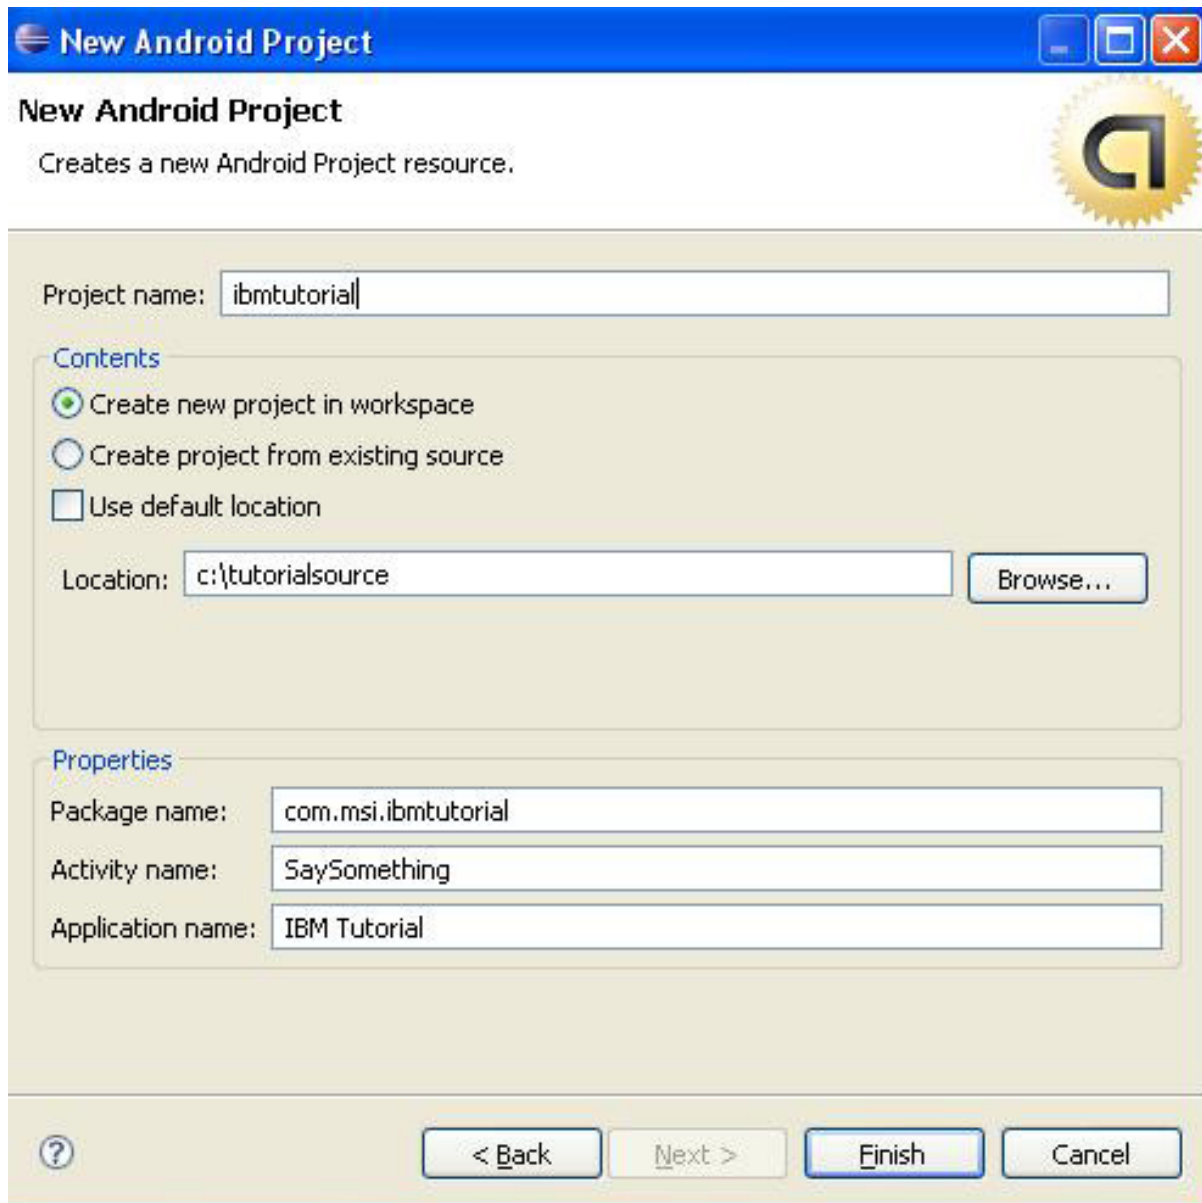 New Android Project
New Android Project
Creates a new Android Project resource.
Project name: ibmtutorial
Contents
Create new project in workspace
Create project from existing source
Use default location
Location: c:\tutorialsource Browse...
Properties
Package name: com.msi.ibmtutorial
Activity name: SaySomething
Application name: IBM Tutorial
? < Back Next > Finish Cancel